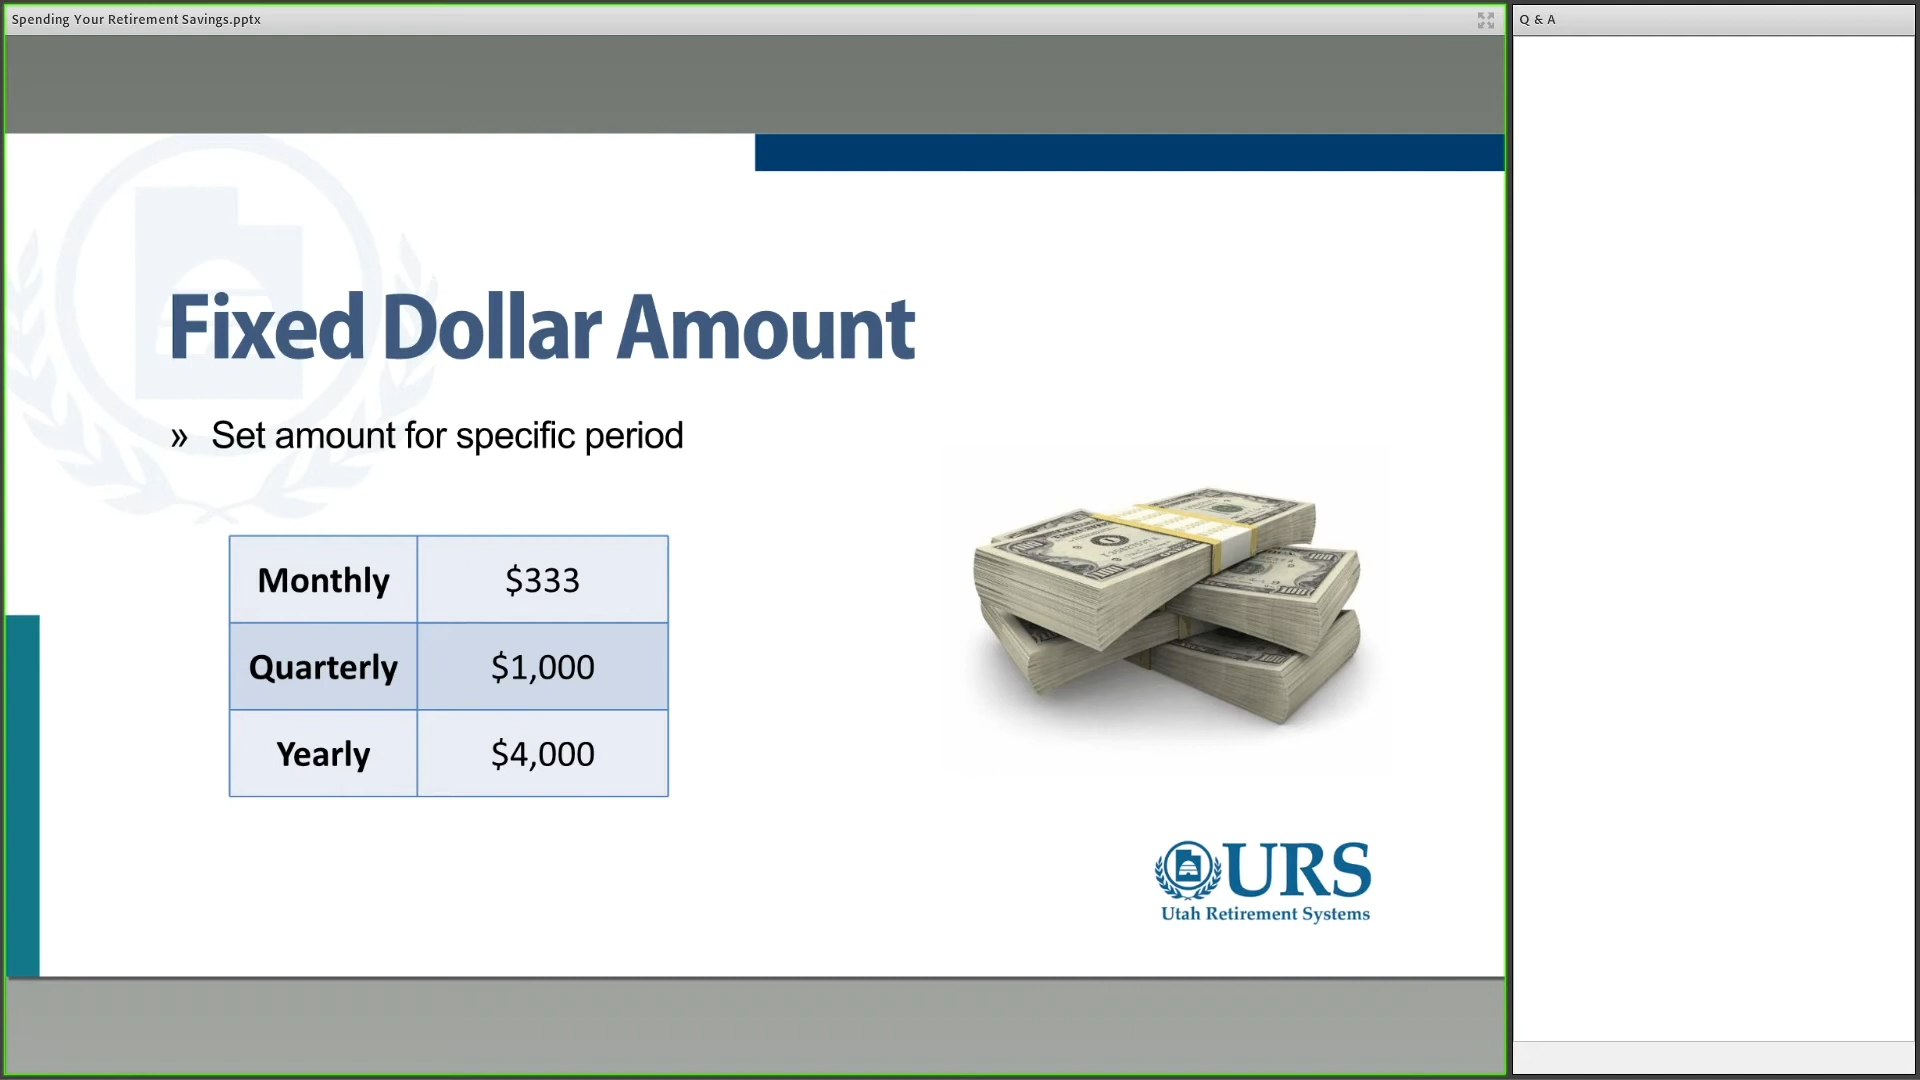 Spending Your Retirement Savings.pptx
Q & A
Fixed Dollar Amount
» Set amount for specific period
Monthly $333
Quarterly $1,000
Yearly $4,000
URS
Utah Retirement Systems